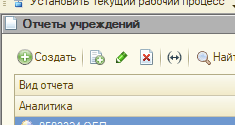 Установить текущий рабочий процесс
Отчеты учреждений
Создать
Най
Вид отчета
Аналитика